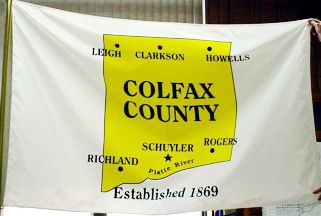 LEIGH CLARKSON HOWELLS
COLFAX
COUNTY
SCHUYLER ROGERS
RICHLAND Platte River
Established 1869